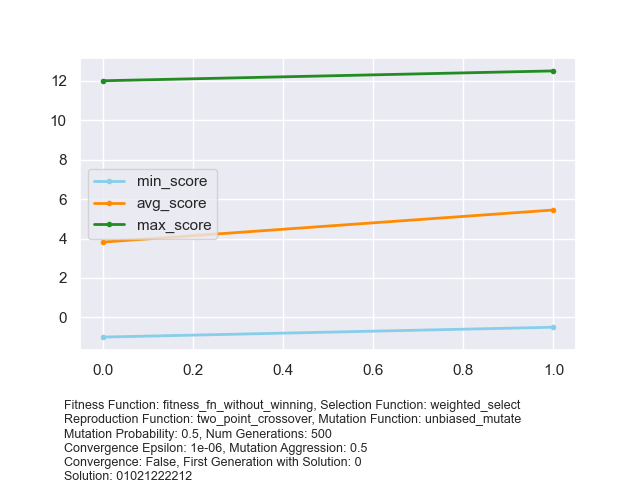 12
10
8
6
4
2
0
min_score
avg_score
max_score
0.0 0.2 0.4 0.6 0.8 1.0
Fitness Function: fitness_fn_without_winning, Selection Function: weighted_select
Reproduction Function: two_point_crossover, Mutation Function: unbiased_mutate
Mutation Probability: 0.5, Num Generations: 500
Convergence Epsilon: 1e-06, Mutation Aggression: 0.5
Convergence: False, First Generation with Solution: 0
Solution: 01021222212